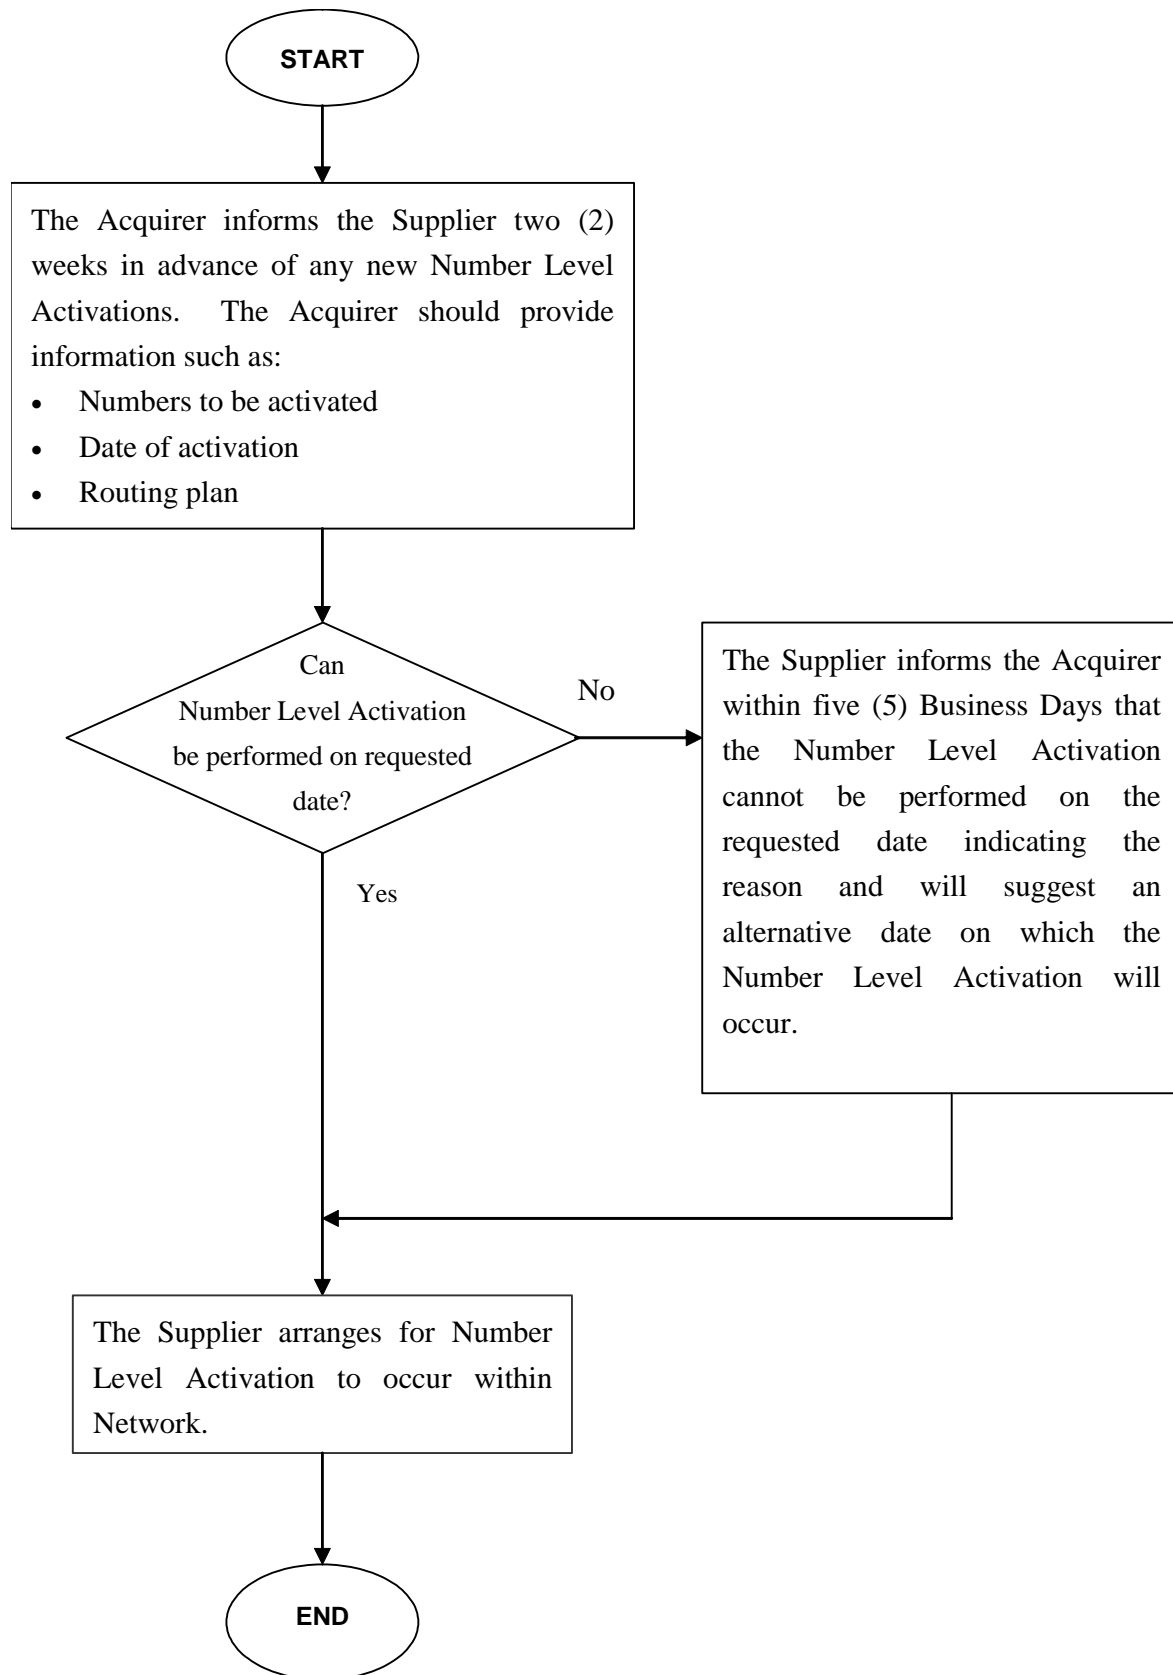 START
The Acquirer informs the Supplier two (2)
weeks in advance of any new Number Level
Activations. The Acquirer should provide
information such as:
• Numbers to be activated
• Date of activation
• Routing plan
Can
Number Level Activation
be performed on requested
date?
No
The Supplier informs the Acquirer
within five (5) Business Days that
the Number Level Activation
cannot be performed on the
requested date indicating the
reason and will suggest an
alternative date on which the
Number Level Activation will
occur.
Yes
The Supplier arranges for Number
Level Activation to occur within
Network.
END